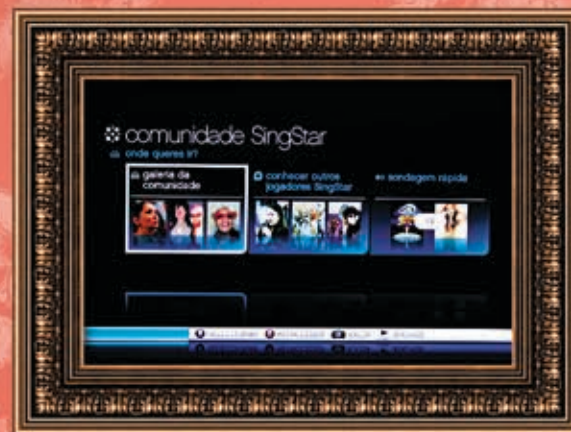 comunidade SingStar
onde queres ir?
galeria da
comunidade
conhecer outros
jogadores SingStar
sondagem rápida